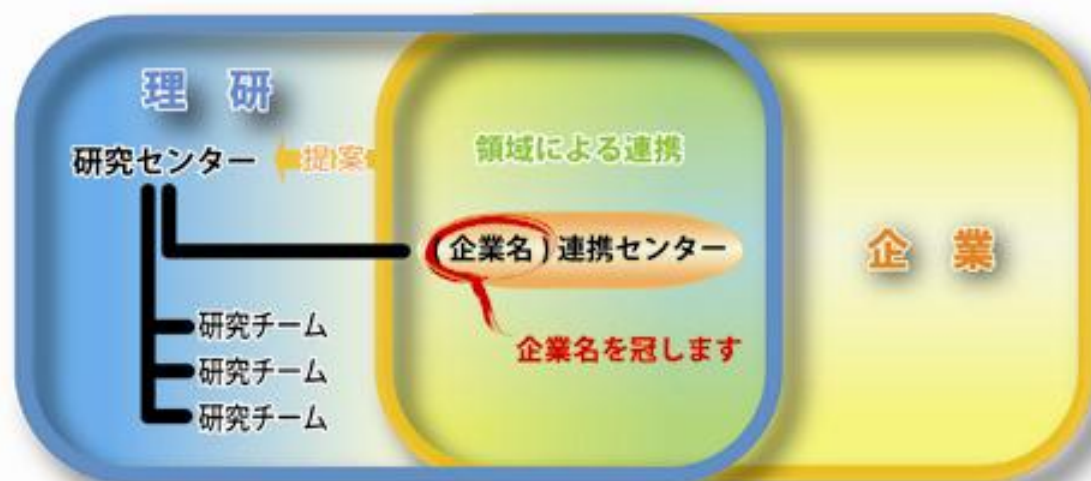 理 研
研究センター
提案
領域による連携
(企業名)連携センター
企業名を冠します
研究チーム
研究チーム
研究チーム
企 業